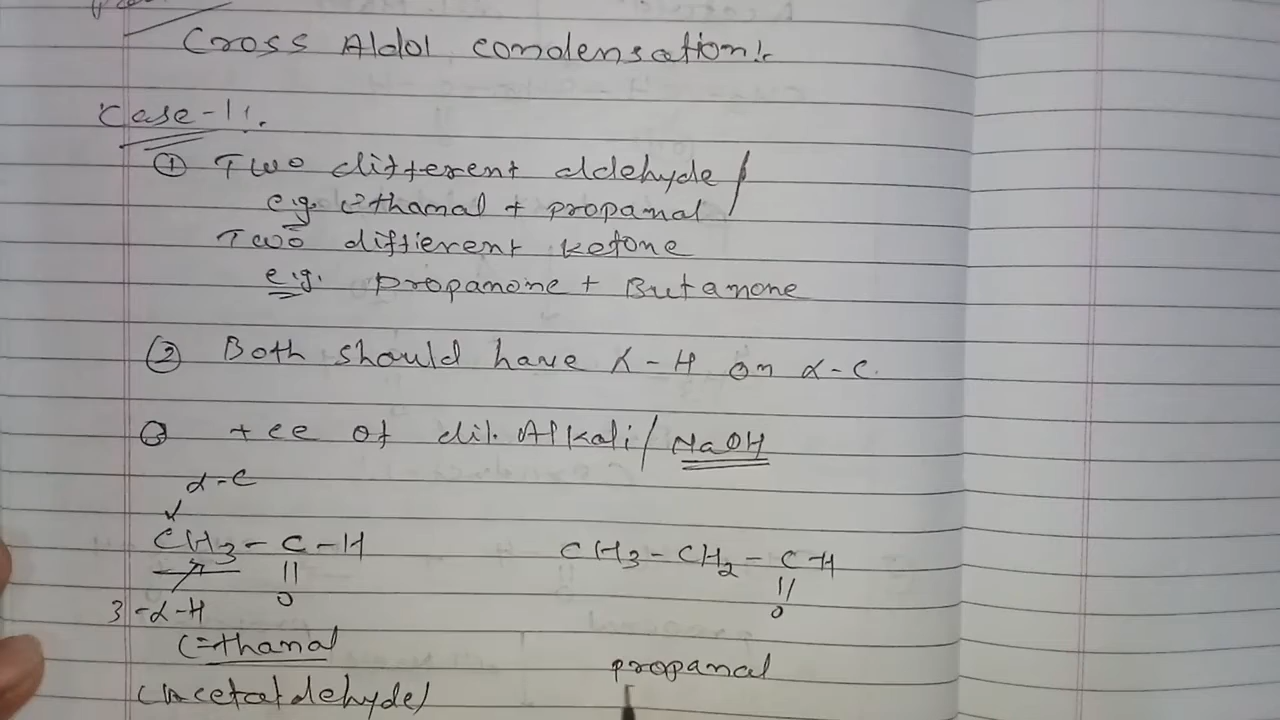 Cross Aldol condensation:-
Case-1:.
① Two different aldehyde /
e.g. Ethanal + propanal
Two different ketone
e.g. Propanone + Butanone
② Both should have α-H on α-C.
+ce of dil. Alkali/NaOH
α-C
CH3-C-H CH3-CH2-C-H
|| ||
O O
3-α-H
Ethanal
propanal
(Acetaldehyde)